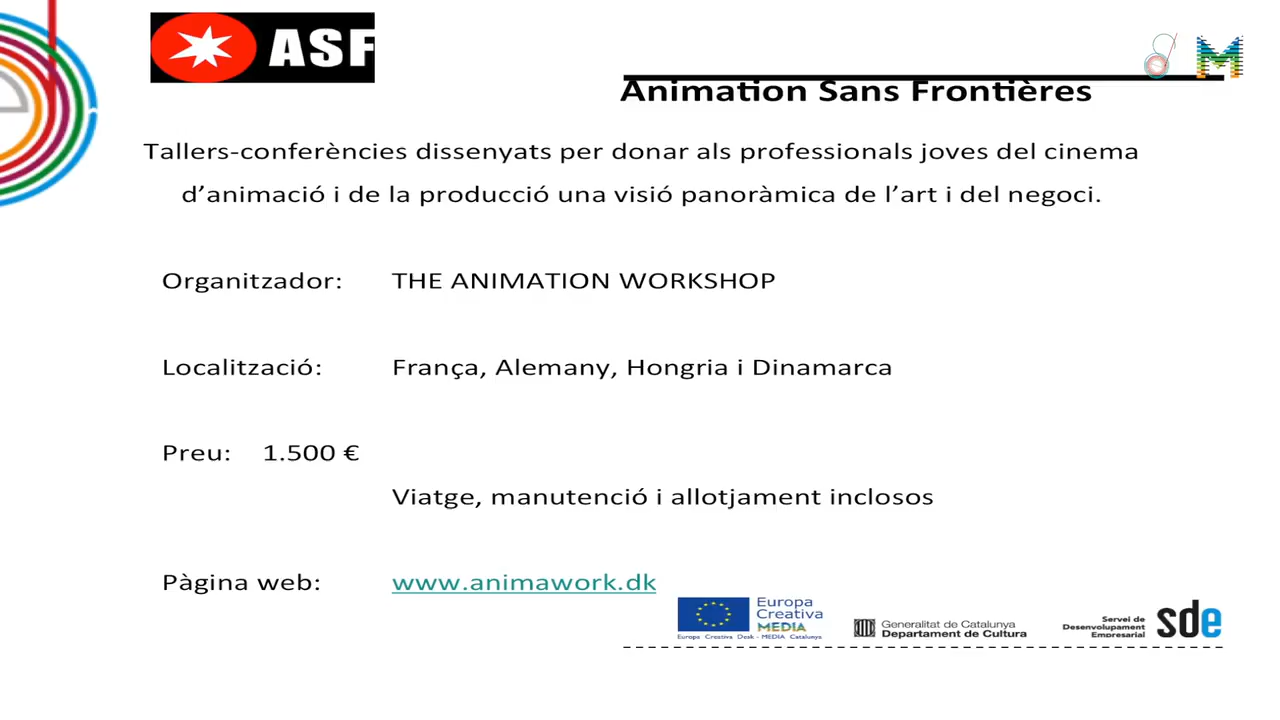 ASF
Animation Sans Frontières
Tallers-conferències dissenyats per donar als professionals joves del cinema
d’animació i de la producció una visió panoràmica de l’art i del negoci.
Organitzador: THE ANIMATION WORKSHOP
Localització: França, Alemany, Hongria i Dinamarca
Preu: 1.500 €
Viatge, manutenció i allotjament inclosos
Pàgina web: www.animawork.dk
Europa
Creativa
MEDIA
Europa Creativa Desk - MEDIA Catalunya
Generalitat de Catalunya
Departament de Cultura
Servei de
Desenvolupament
Empresarial
sde